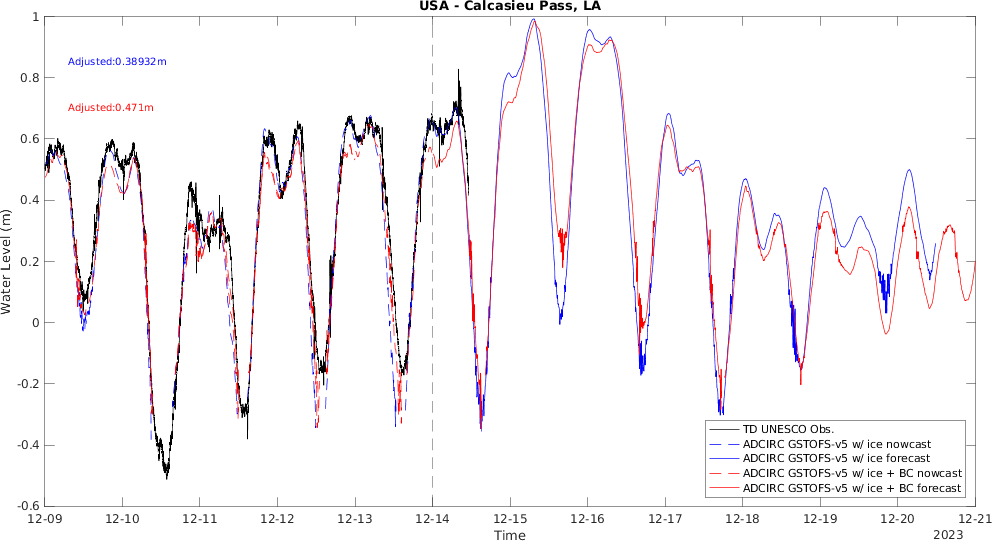 USA - Calcasieu Pass, LA
1
Adjusted:0.38932m
0.8
Adjusted:0.471m
0.6
0.4
0.2
0
-0.2
-0.4
-0.6
Water Level (m)
TD UNESCO Obs.
ADCIRC GSTOFS-v5 w/ ice nowcast
ADCIRC GSTOFS-v5 w/ ice forecast
ADCIRC GSTOFS-v5 w/ ice + BC nowcast
ADCIRC GSTOFS-v5 w/ ice + BC forecast
12-09 12-10 12-11 12-12 12-13 12-14 12-15 12-16 12-17 12-18 12-19 12-20 12-21
Time
2023